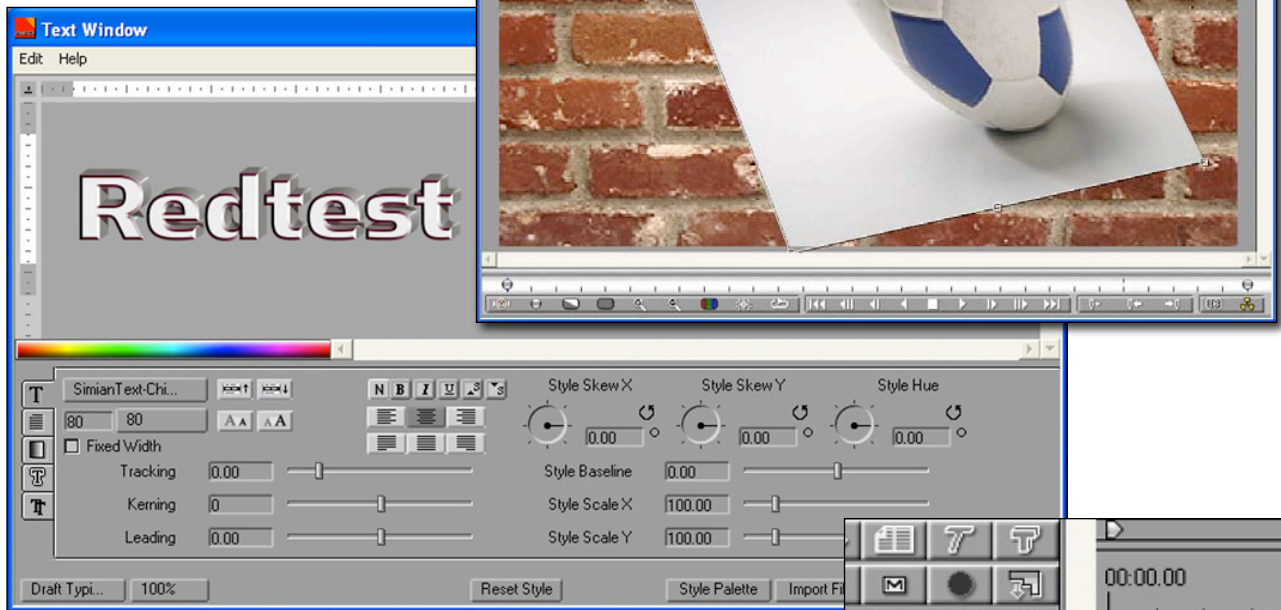 Text Window
Edit Help
Redtest
SimianText-Chi...
N B I U S S
Style Skew X Style Skew Y Style Hue
80 80
A A A A
0.00 0.00 0.00
Fixed Width
Tracking 0.00 Style Baseline 0.00
Kerning 0 Style Scale X 100.00
Leading 0.00 Style Scale Y 100.00
Draft Typi... 100% Reset Style Style Palette Import Fi
T T
M
00:00.00